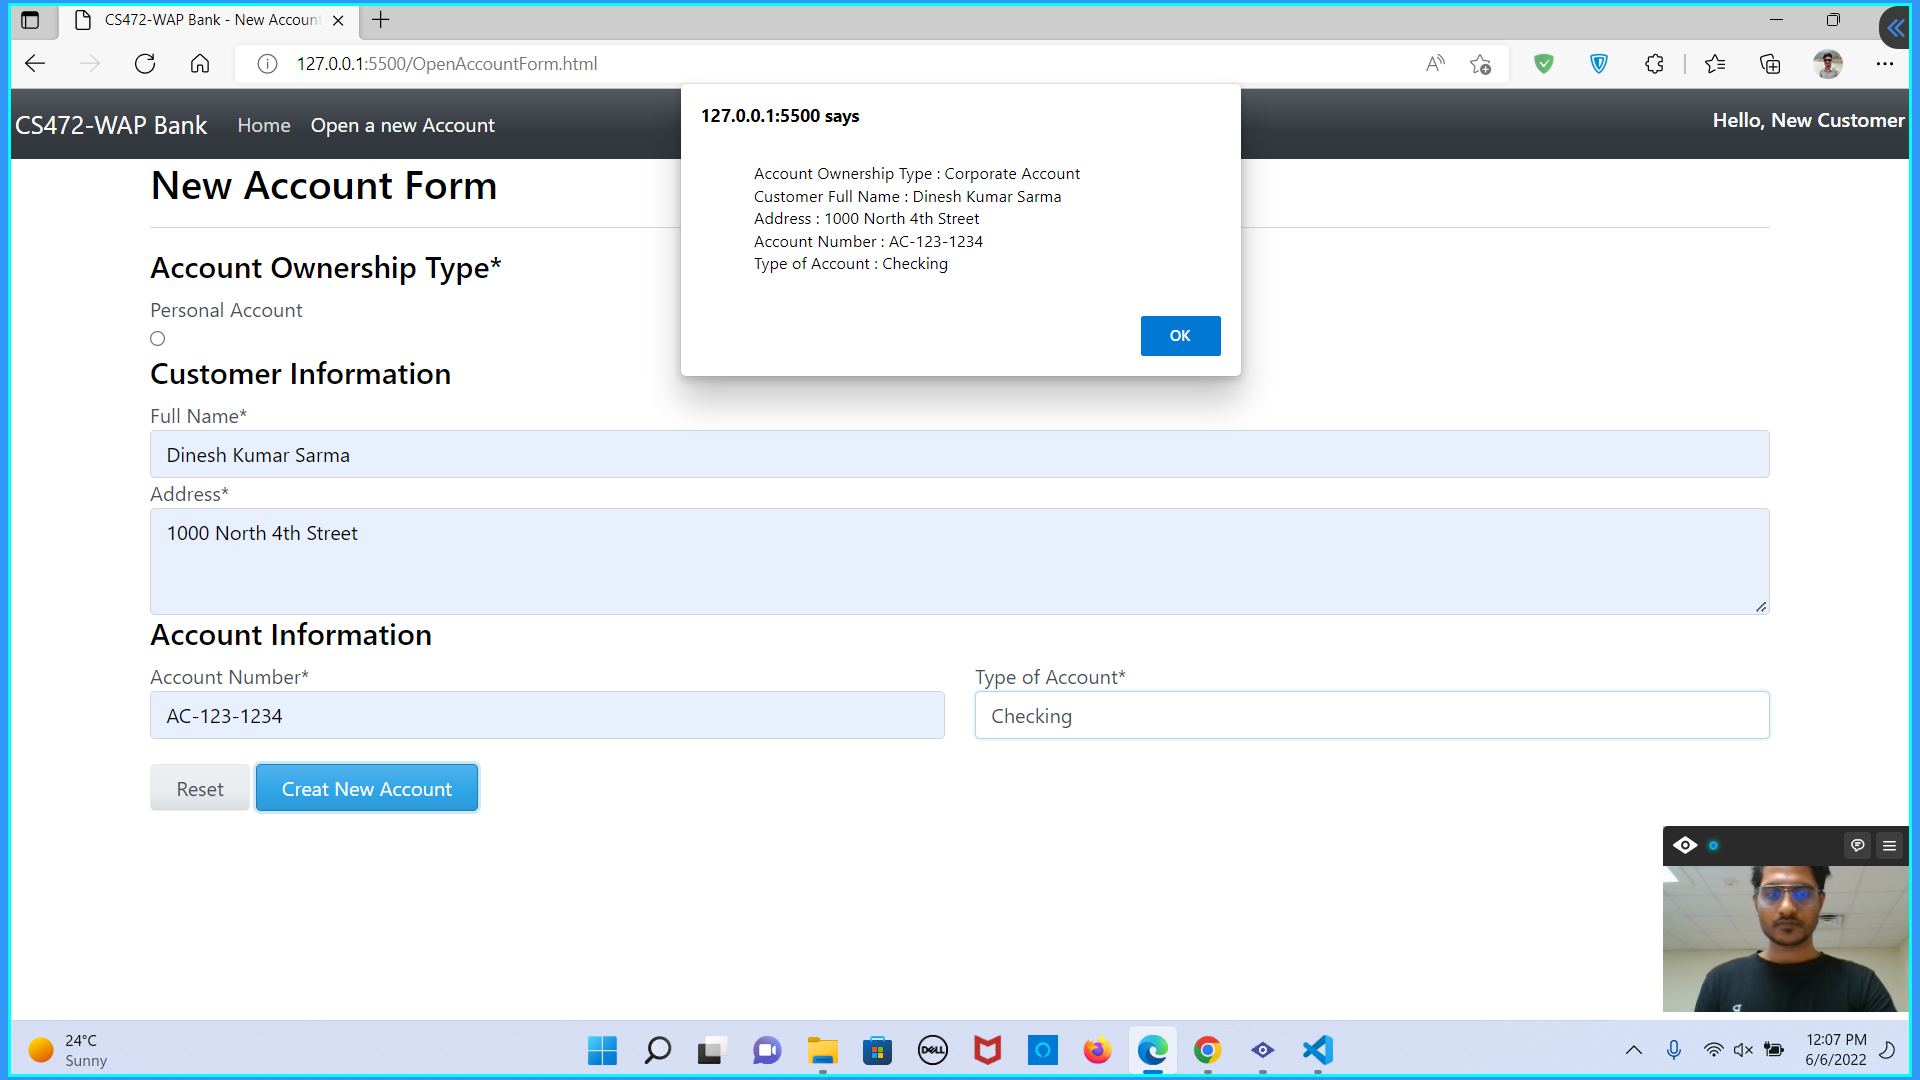 CS472-WAP Bank - New Accoun
127.0.0.1:5500/OpenAccountForm.html
CS472-WAP Bank Home Open a new Account
Hello, New Customer
127.0.0.1:5500 says
Account Ownership Type : Corporate Account
Customer Full Name : Dinesh Kumar Sarma
Address : 1000 North 4th Street
Account Number : AC-123-1234
Type of Account : Checking
OK
New Account Form
Account Ownership Type*
Personal Account
Customer Information
Full Name*
Dinesh Kumar Sarma
Address*
1000 North 4th Street
Account Information
Account Number* Type of Account*
AC-123-1234 Checking
Reset Creat New Account
24°C
Sunny
DELL
12:07 PM
6/6/2022